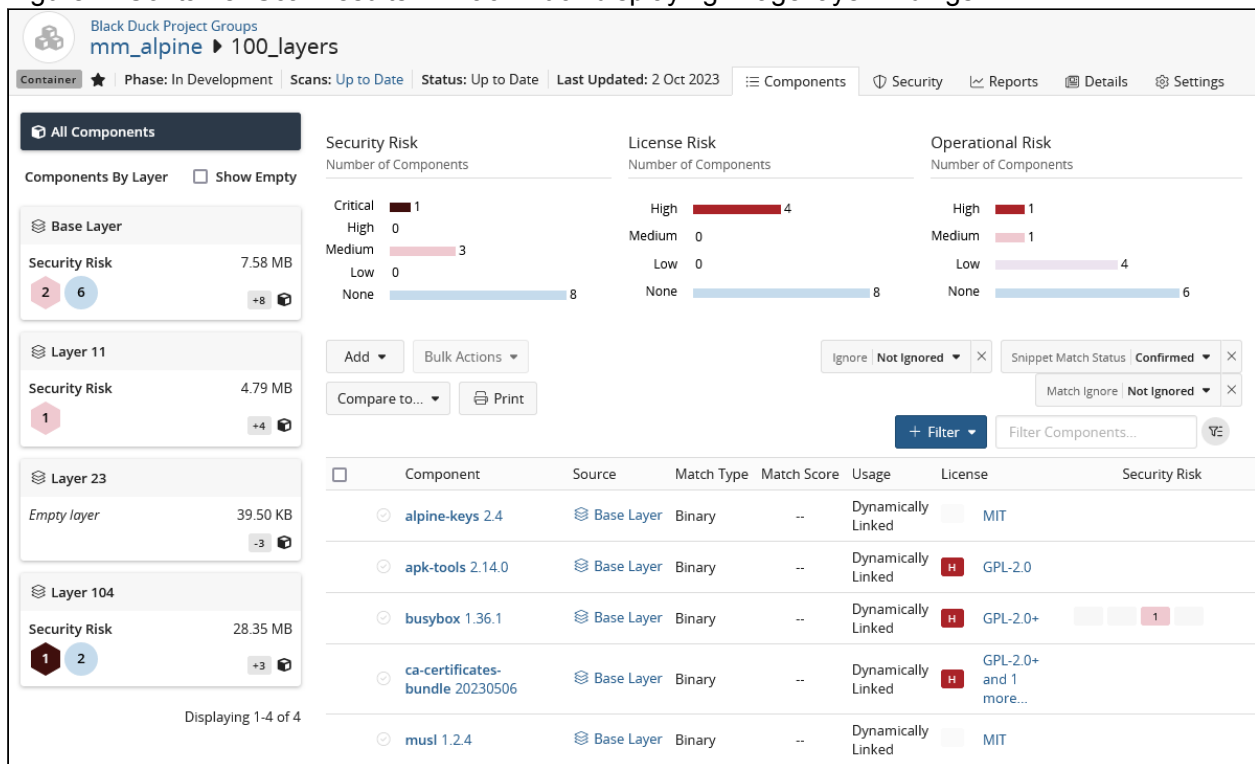 Black Duck Project Groups
mm_alpine ▸ 100_layers
Container ★ Phase: In Development Scans: Up to Date Status: Up to Date Last Updated: 2 Oct 2023 Components Security Reports Details Settings
All Components
Components By Layer Show Empty
Base Layer
Security Risk 7.58 MB
2 6 +8
Layer 11
Security Risk 4.79 MB
1 +4
Layer 23
Empty layer 39.50 KB
-3
Layer 104
Security Risk 28.35 MB
1 2 +3
Displaying 1-4 of 4
Security Risk
Number of Components
Critical 1
High 0
Medium 3
Low 0
None 8
License Risk
Number of Components
High 4
Medium 0
Low 0
None 8
Operational Risk
Number of Components
High 1
Medium 1
Low 4
None 6
Add Bulk Actions Ignore Not Ignored × Snippet Match Status Confirmed ×
Compare to... Print Match Ignore Not Ignored ×
+ Filter Filter Components...
Component Source Match Type Match Score Usage License Security Risk
alpine-keys 2.4 Base Layer Binary -- Dynamically Linked MIT
apk-tools 2.14.0 Base Layer Binary -- Dynamically Linked H GPL-2.0
busybox 1.36.1 Base Layer Binary -- Dynamically Linked H GPL-2.0+ 1
ca-certificates-bundle 20230506 Base Layer Binary -- Dynamically Linked H GPL-2.0+ and 1 more...
musl 1.2.4 Base Layer Binary -- Dynamically Linked MIT